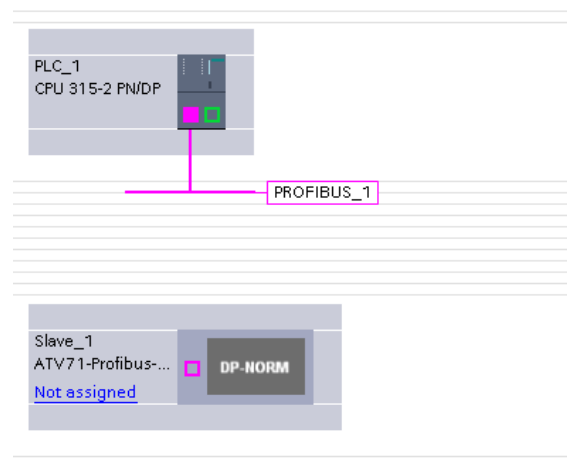 PLC_1
CPU 315-2 PN/DP
PROFIBUS_1
Slave_1
ATV71-Profibus-...
DP-NORM
Not assigned